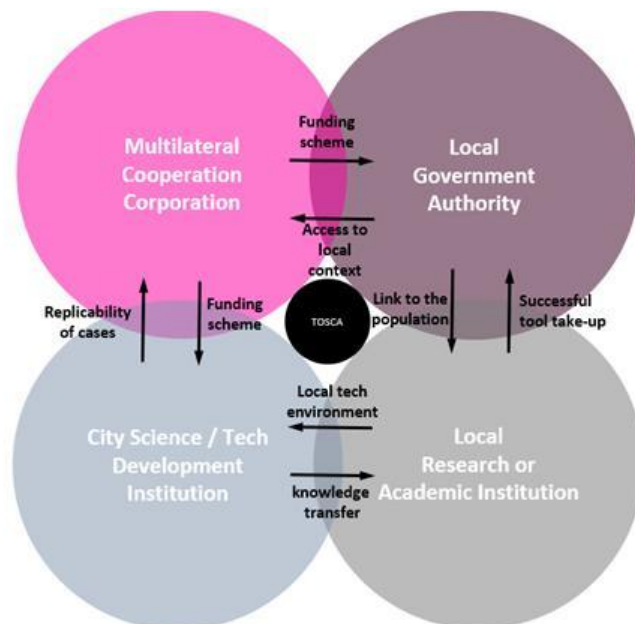 Funding
scheme
Multilateral
Cooperation
Corporation
Local
Government
Authority
Access to
local
context
Replicability
of cases
Funding
scheme
TOSCA
Link to the
population
Successful
tool take-up
Local tech
environment
City Science / Tech
Development
Institution
Local
Research or
Academic Institution
knowledge
transfer